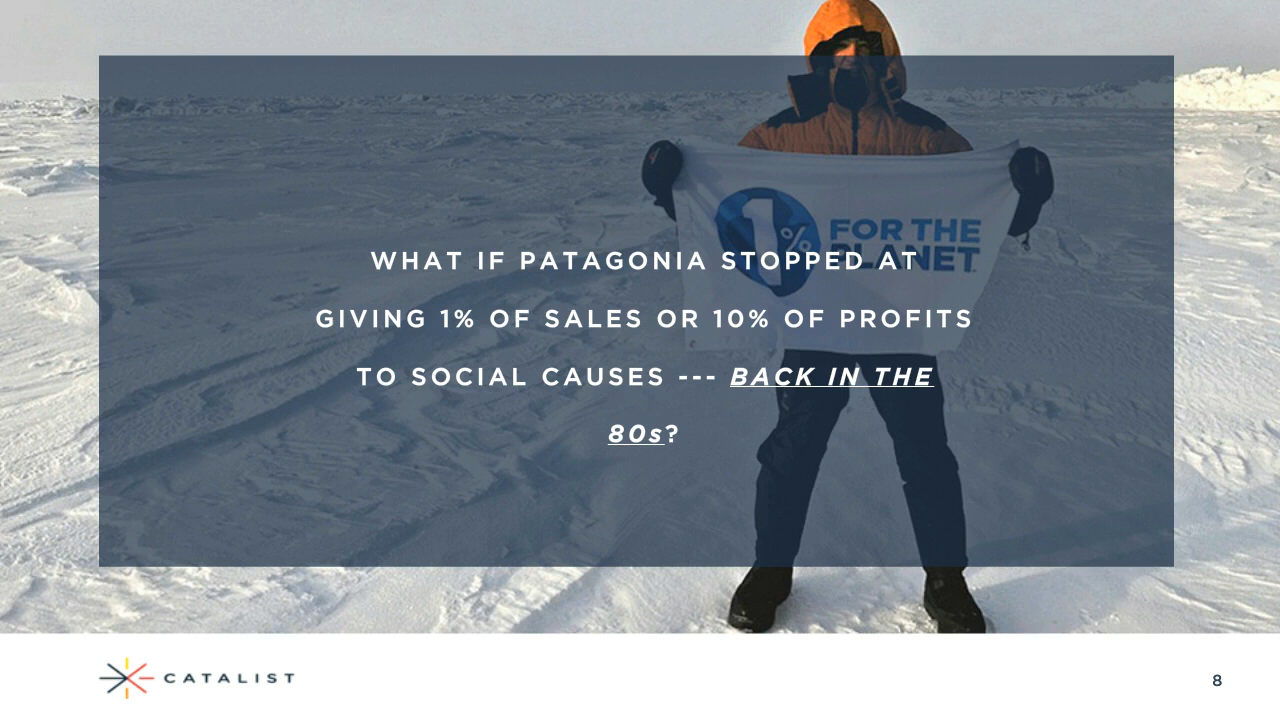 1% FOR THE
PLANET
WHAT IF PATAGONIA STOPPED AT
GIVING 1% OF SALES OR 10% OF PROFITS
TO SOCIAL CAUSES --- BACK IN THE
80s?
CATALIST
8